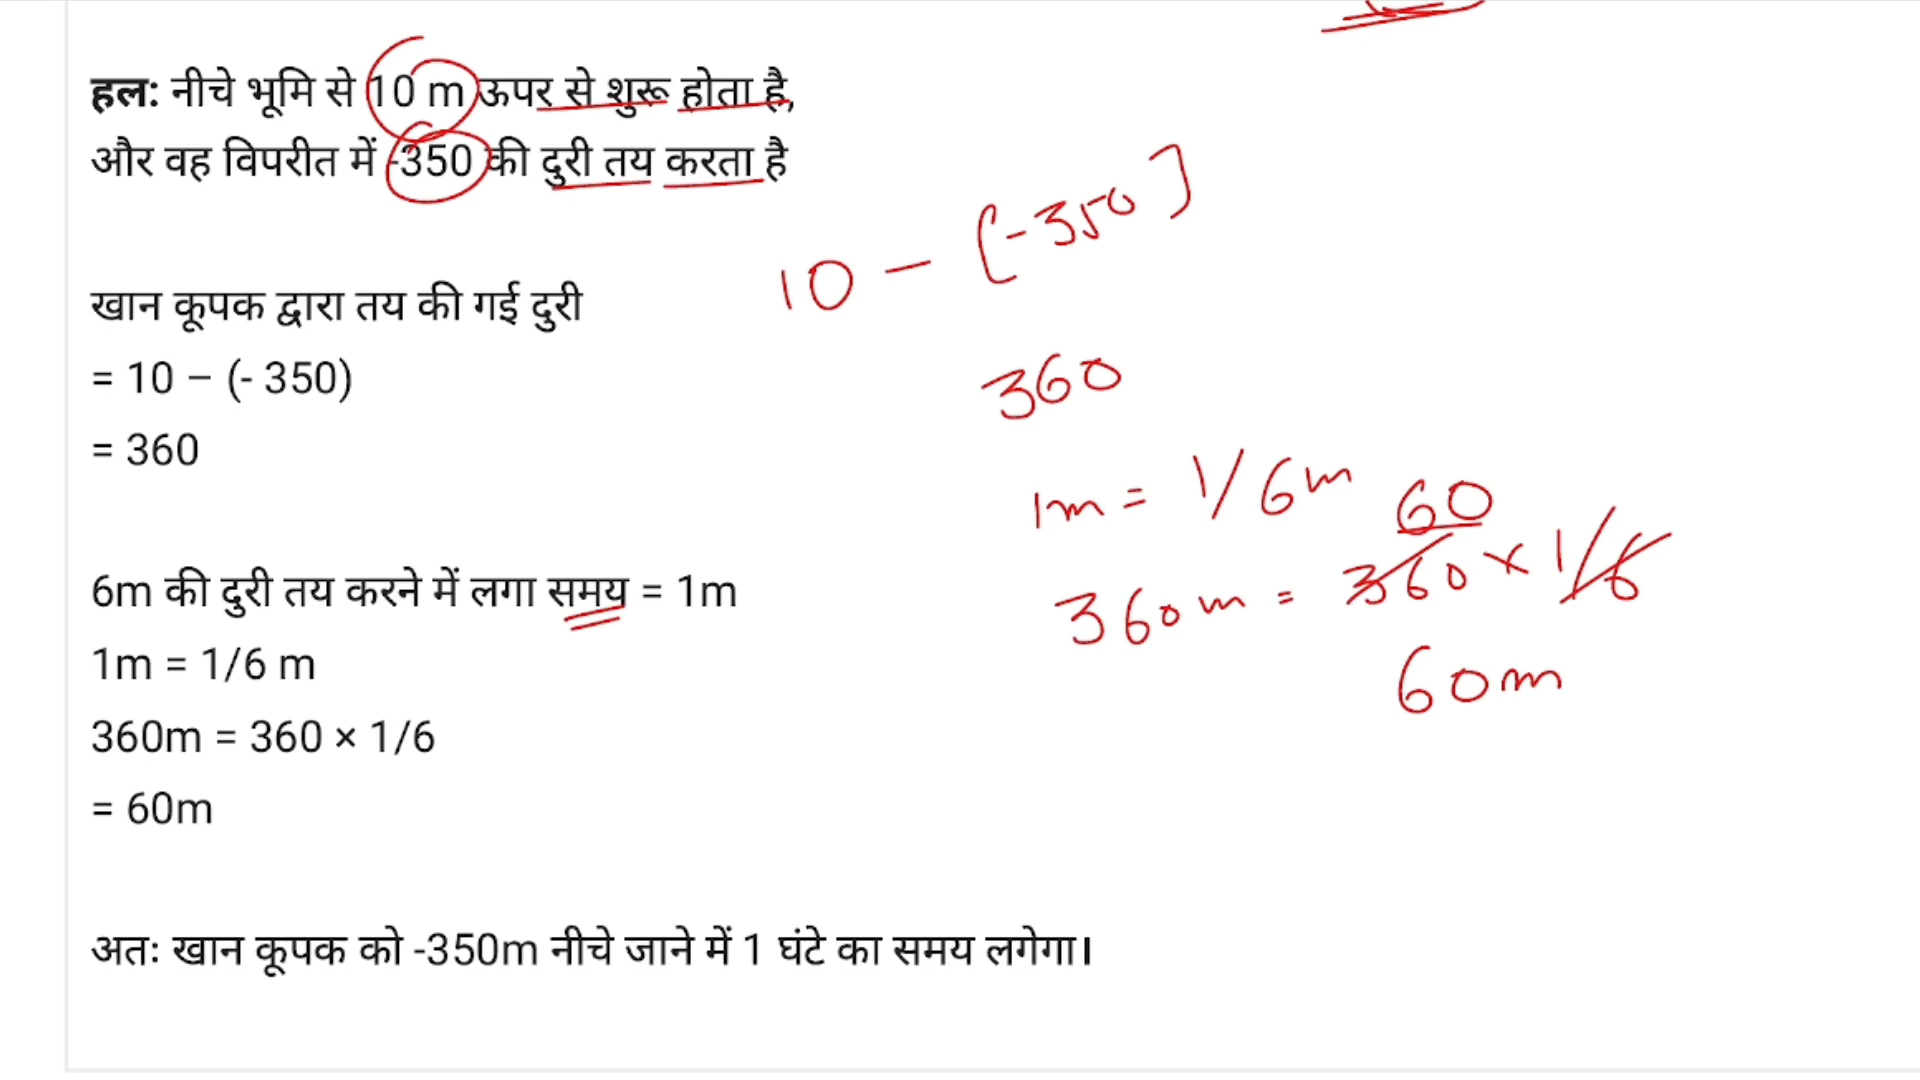 हल: नीचे भूमि से 10 m ऊपर से शुरू होता है,
और वह विपरीत में -350 की दुरी तय करता है
10 - [-350]
खान कूपक द्वारा तय की गई दुरी
= 10 – (- 350)
360
= 360
1m = 1/6m
60
6m की दुरी तय करने में लगा समय = 1m
360m = 360 × 1/6
1m = 1/6 m
60m
360m = 360 × 1/6
= 60m
अतः खान कूपक को -350m नीचे जाने में 1 घंटे का समय लगेगा।